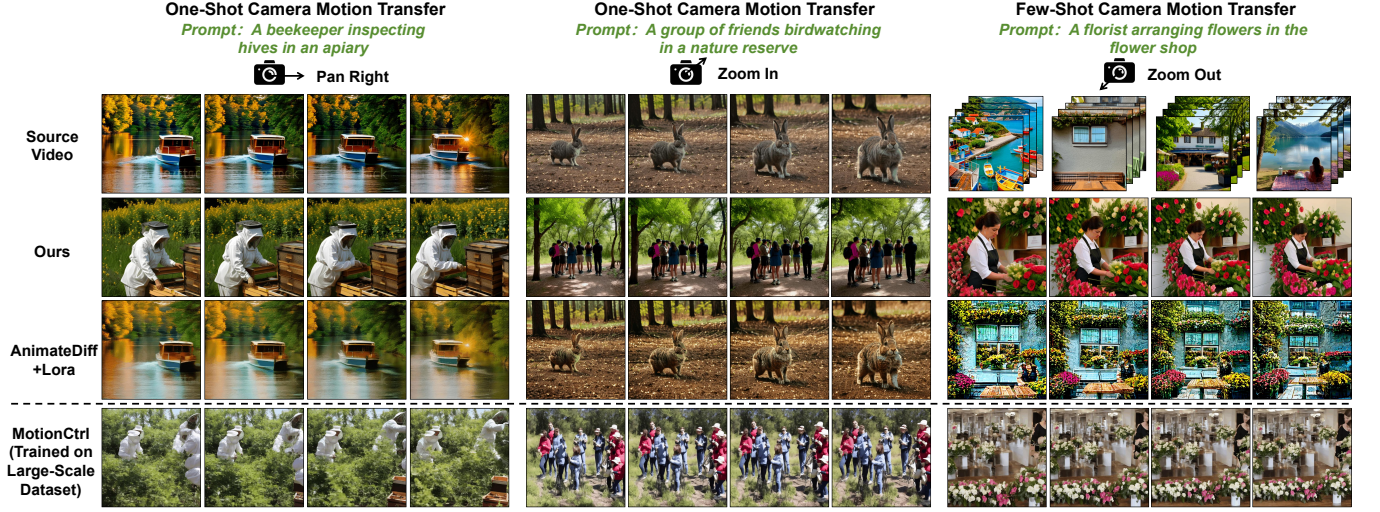 One-Shot Camera Motion Transfer
Prompt: A beekeeper inspecting
hives in an apiary
Pan Right
One-Shot Camera Motion Transfer
Prompt: A group of friends birdwatching
in a nature reserve
Zoom In
Few-Shot Camera Motion Transfer
Prompt: A florist arranging flowers in the
flower shop
Zoom Out
Source
Video
Ours
AnimateDiff
+Lora
MotionCtrl
(Trained on
Large-Scale
Dataset)